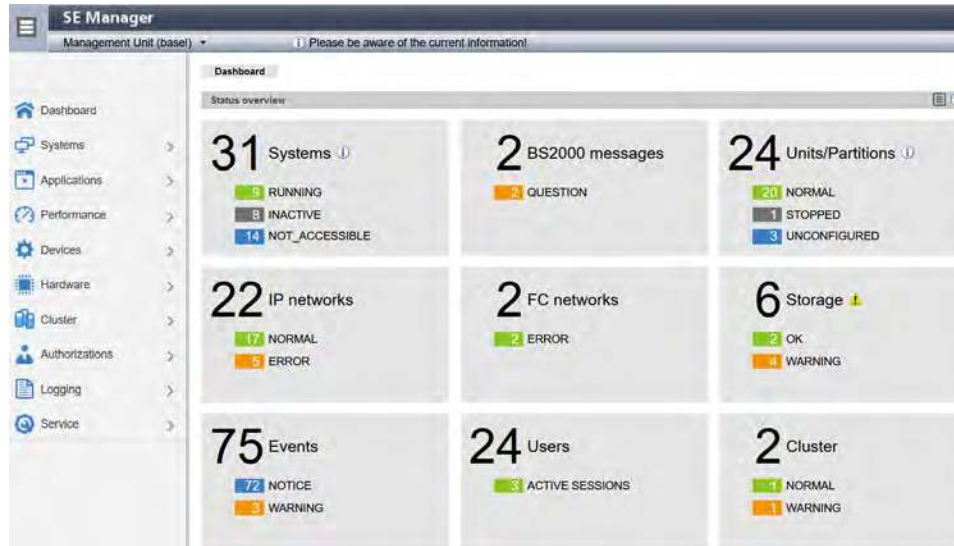 SE Manager
Management Unit (basel)
Please be aware of the current information!
Dashboard
Status overview
Dashboard
Systems
Applications
Performance
Devices
Hardware
Cluster
Authorizations
Logging
Service
31 Systems
9 RUNNING
8 INACTIVE
14 NOT_ACCESSIBLE
2 BS2000 messages
2 QUESTION
24 Units/Partitions
20 NORMAL
1 STOPPED
3 UNCONFIGURED
22 IP networks
17 NORMAL
5 ERROR
2 FC networks
2 ERROR
6 Storage
2 OK
4 WARNING
75 Events
72 NOTICE
3 WARNING
24 Users
3 ACTIVE SESSIONS
2 Cluster
1 NORMAL
1 WARNING